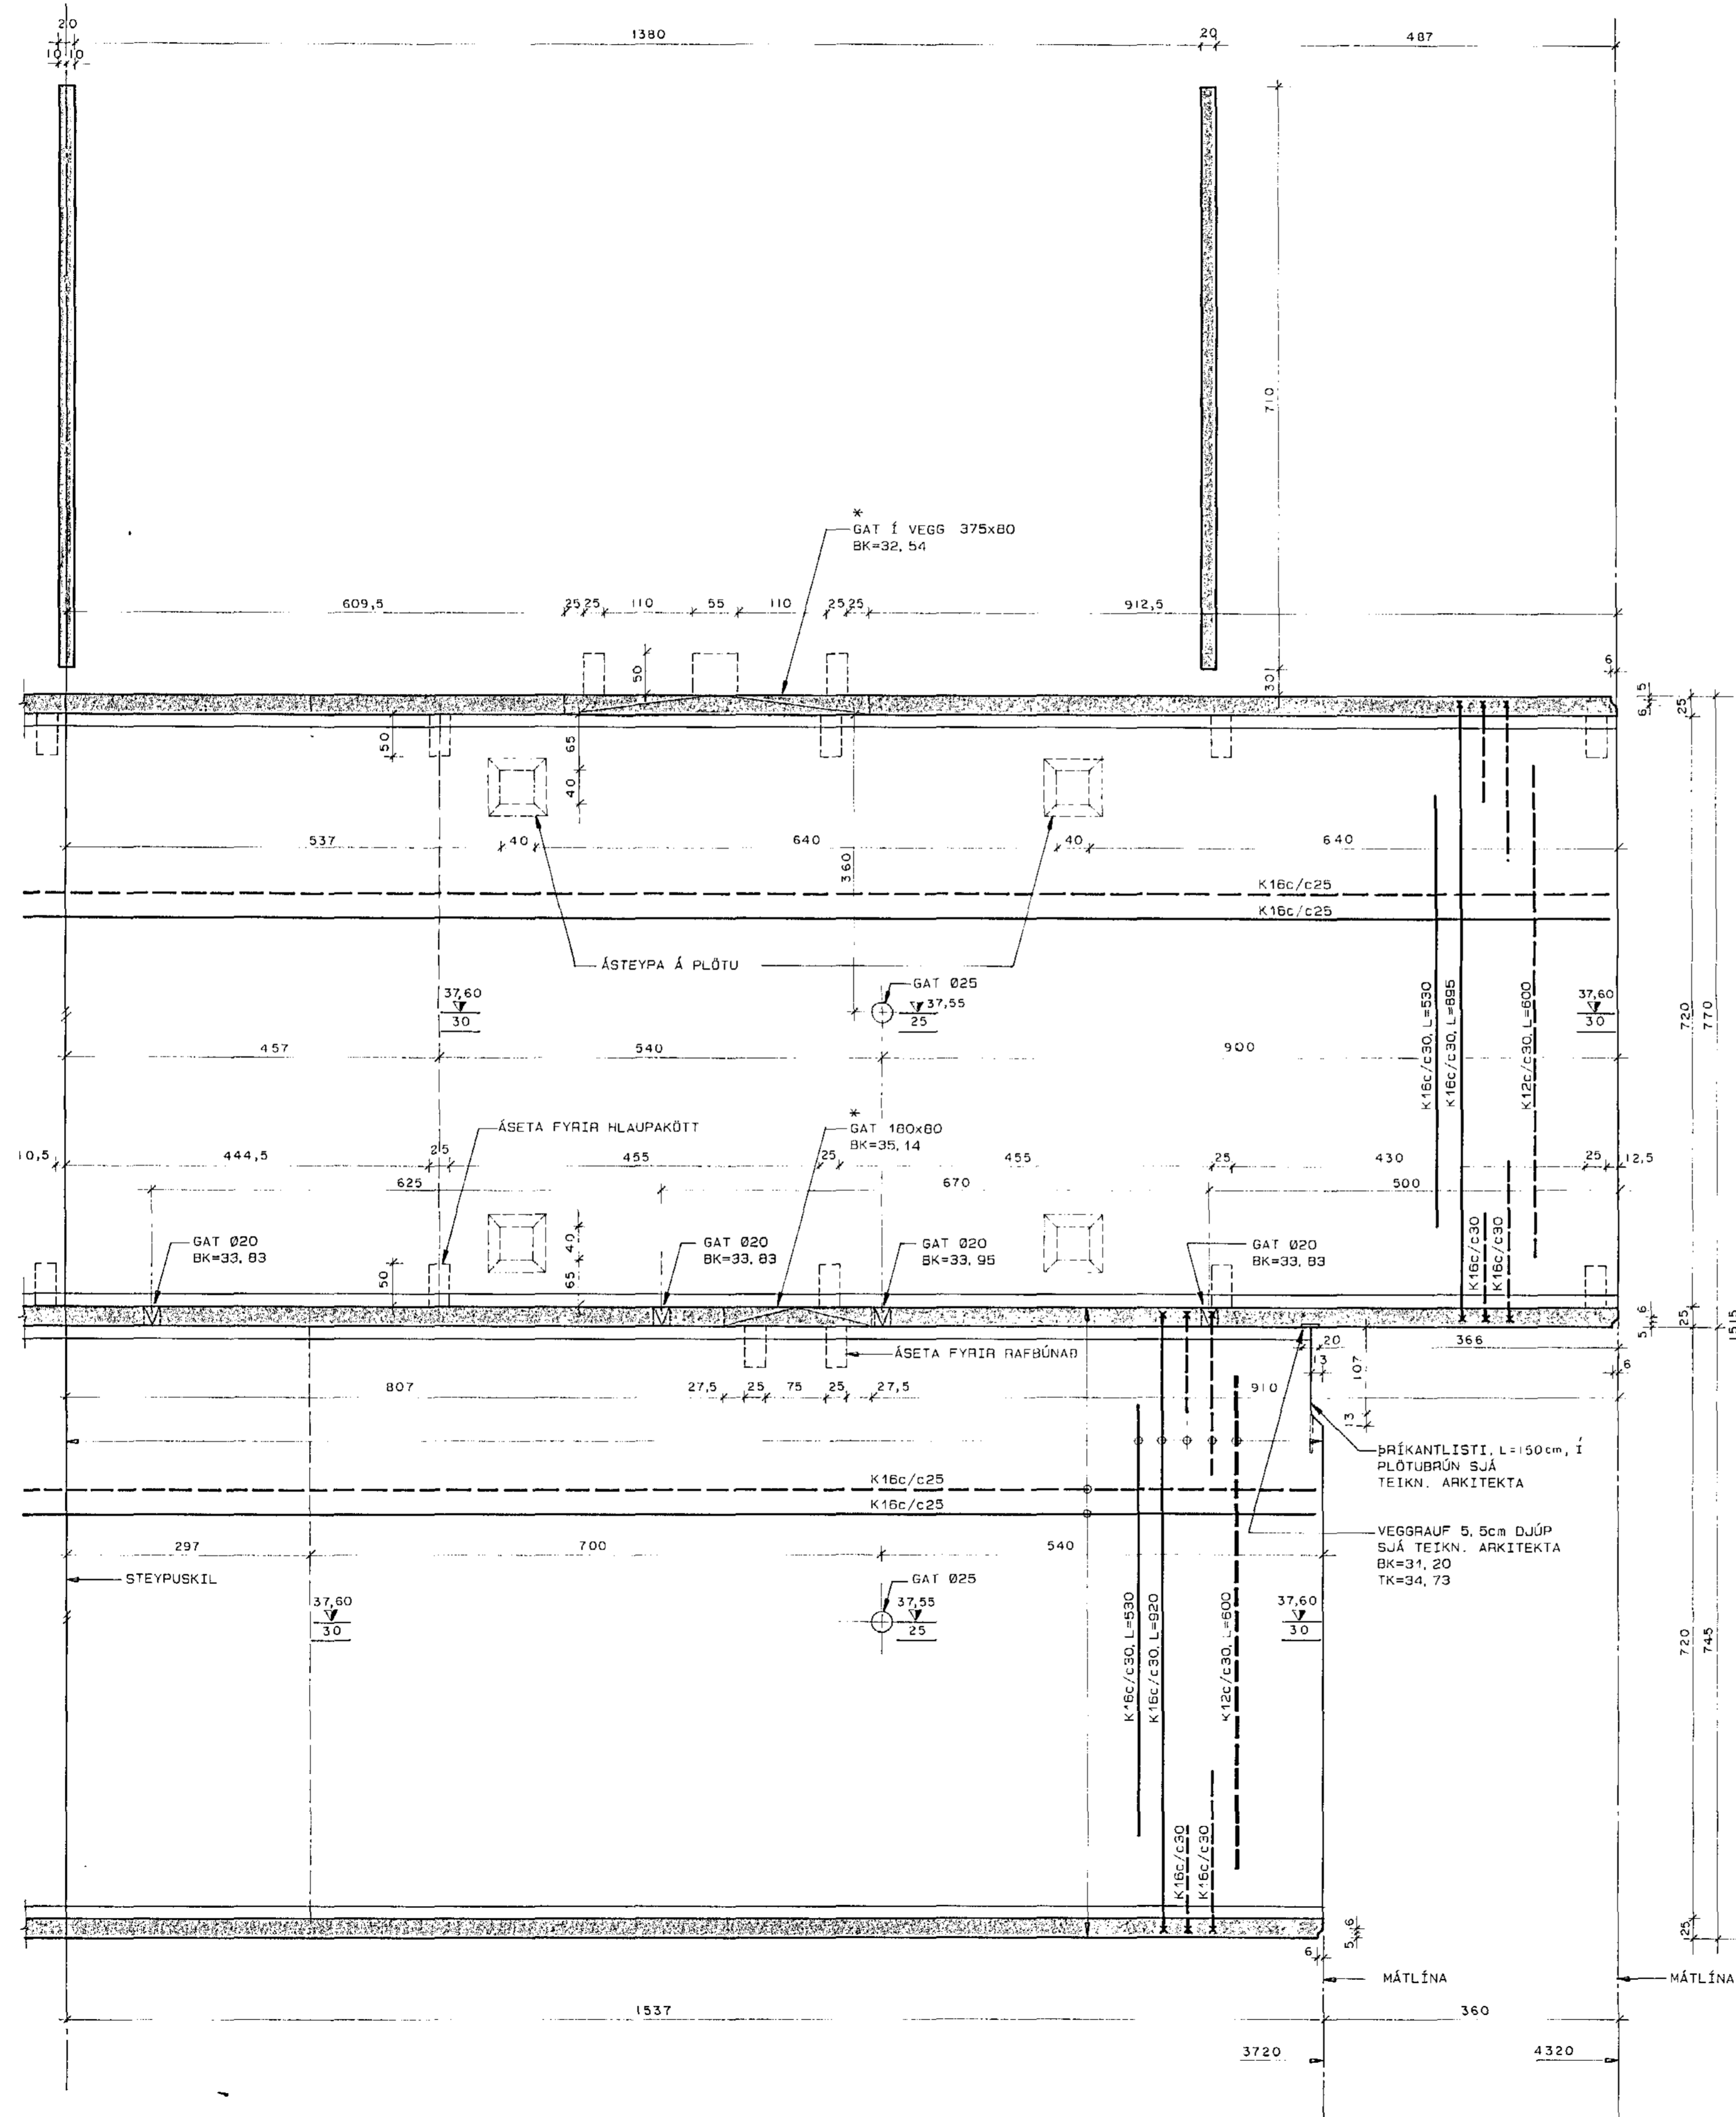 20
10 10
1380
20
487
710
*
GAT Í VEGG 375x80
BK=32,54
609,5
25 25
110
55
110
25 25
912,5
50
30
6
6,5
25
50
65
40
537
40
640
40
640
360
K16c/c25
K16c/c25
ÁSTEYPA Á PLÖTU
37,60
30
GAT Ø25
37,55
25
37,60
30
K16c/c30, L=530
K16c/c30, L=895
K12c/c30, L=600
720
770
457
540
900
ÁSETA FYRIR HLAUPAKÖTT
*
GAT 180x80
BK=35,14
10,5
444,5
25
455
25
455
25
430
25
12,5
625
670
500
GAT Ø20
BK=33,83
50
65
40
GAT Ø20
BK=33,83
GAT Ø20
BK=33,95
GAT Ø20
BK=33,83
K16c/c30
K16c/c30
5,6
25
1515
20
366
13
107
6
ÁSETA FYRIR RAFBÚNAÐ
807
27,5
25
75
25
27,5
910
13
ÞRÍKANTLISTI, L=150cm, Í
PLÖTUBRÚN SJÁ
TEIKN. ARKITEKTA
K16c/c25
K16c/c25
VEGGRAUF 5,5cm DJÚP
SJÁ TEIKN. ARKITEKTA
BK=31,20
TK=34,73
297
700
540
STEYPUSKIL
37,60
30
GAT Ø25
37,55
25
37,60
30
K16c/c30, L=530
K16c/c30, L=920
K12c/c30, L=600
720
745
K16c/c30
K16c/c30
6
5,6
25
MÁTLÍNA
MÁTLÍNA
1537
360
3720
4320